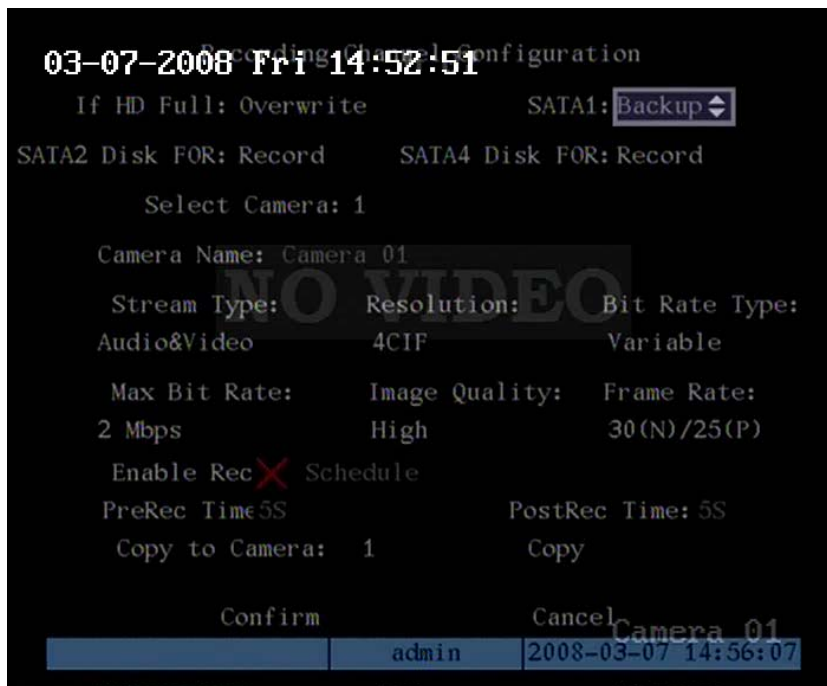 Recording Channel Configuration
03-07-2008 Fri 14:52:51
If HD Full: Overwrite SATA1: Backup
SATA2 Disk FOR: Record SATA4 Disk FOR: Record
Select Camera: 1
Camera Name: Camera 01
NO VIDEO
Stream Type: Resolution: Bit Rate Type:
Audio&Video 4CIF Variable
Max Bit Rate: Image Quality: Frame Rate:
2 Mbps High 30(N)/25(P)
Enable Rec Schedule
PreRec Time 5S PostRec Time: 5S
Copy to Camera: 1 Copy
Confirm Cancel
Camera 01
admin 2008-03-07 14:56:07